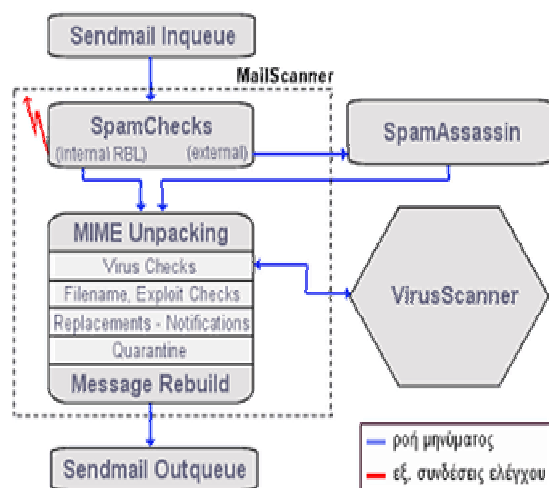 Sendmail Inqueue
MailScanner
SpamChecks
(internal RBL) (external)
SpamAssassin
MIME Unpacking
Virus Checks
Filename, Exploit Checks
Replacements - Notifications
Quarantine
Message Rebuild
VirusScanner
Sendmail Outqueue
ροή μηνύματος
εξ. συνδέσεις ελέγχου